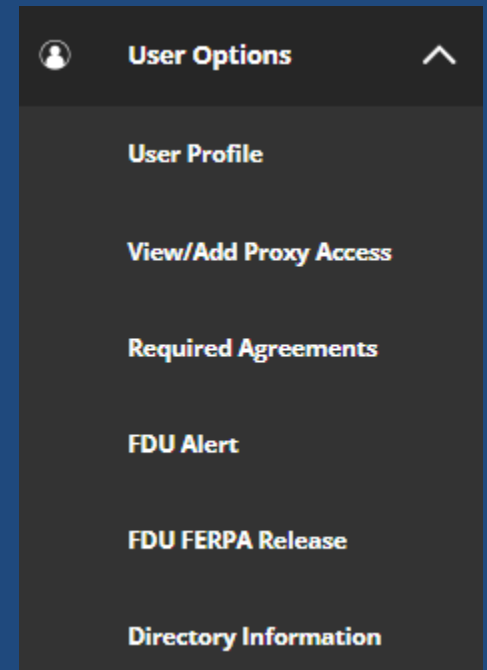 User Options
User Profile
View/Add Proxy Access
Required Agreements
FDU Alert
FDU FERPA Release
Directory Information